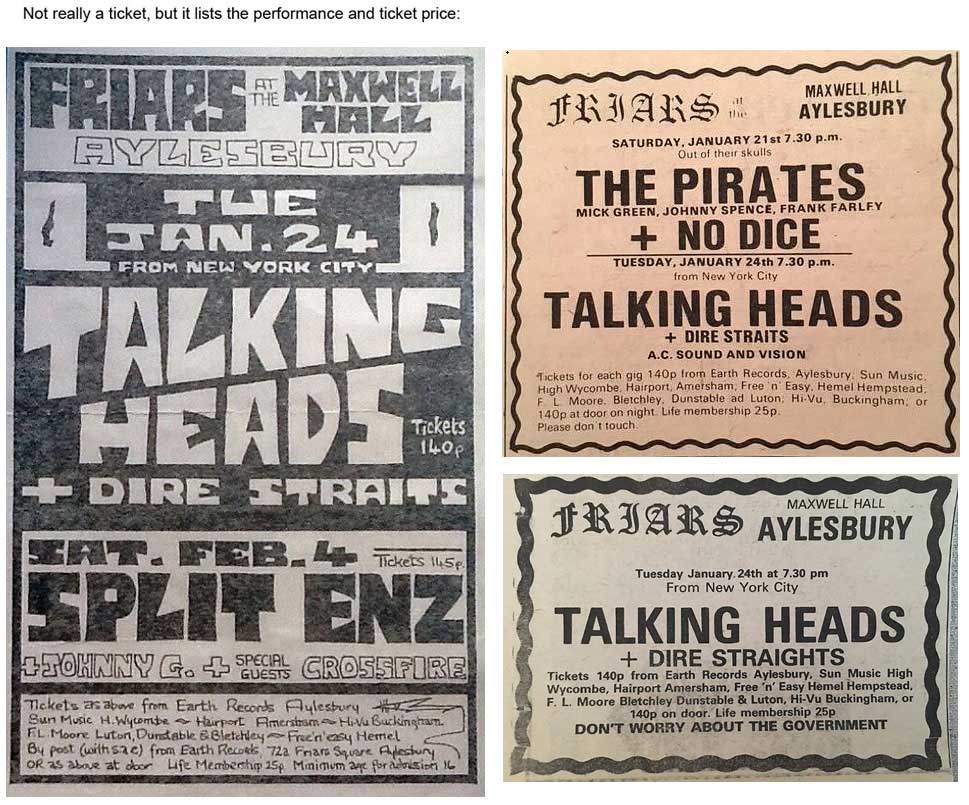 Not really a ticket, but it lists the performance and ticket price:
FRIARS AT THE MAXWELL HALL
AYLESBURY
TUE
JAN. 24
FROM NEW YORK CITY
TALKING
HEADS
Tickets
140p
+ DIRE STRAITS
SAT. FEB. 4 Tickets 145p.
SPLIT ENZ
+ JOHNNY G. + SPECIAL GUESTS CROSSFIRE
Tickets as above from Earth Records Aylesbury
Sun Music H.Wycombe ~ Hairport Amersham ~ Hi-Vu Buckingham.
F.L. Moore Luton, Dunstable & Bletchley ~ Free'n'easy Hemel
By post (with s.a.e) from Earth Records 72a Friars Square Aylesbury
OR as above at door Life Membership 25p Minimum age for admission 16
FRIARS at the MAXWELL HALL
AYLESBURY
SATURDAY, JANUARY 21st 7.30 p.m.
Out of their skulls
THE PIRATES
MICK GREEN, JOHNNY SPENCE, FRANK FARLEY
+ NO DICE
TUESDAY, JANUARY 24th 7.30 p.m.
from New York City
TALKING HEADS
+ DIRE STRAITS
A.C. SOUND AND VISION
Tickets for each gig 140p from Earth Records, Aylesbury; Sun Music.
High Wycombe, Hairport, Amersham, Free 'n' Easy, Hemel Hempstead;
F. L. Moore. Bletchley, Dunstable ad Luton; Hi-Vu, Buckingham; or
140p at door on night. Life membership 25p.
Please don't touch.
FRIARS MAXWELL HALL
AYLESBURY
Tuesday January 24th at 7.30 pm
From New York City
TALKING HEADS
+ DIRE STRAIGHTS
Tickets 140p from Earth Records Aylesbury, Sun Music High
Wycombe, Hairport Amersham, Free 'n' Easy Hemel Hempstead,
F. L. Moore Bletchley Dunstable & Luton, Hi-Vu Buckingham, or
140p on door. Life membership 25p
DON'T WORRY ABOUT THE GOVERNMENT